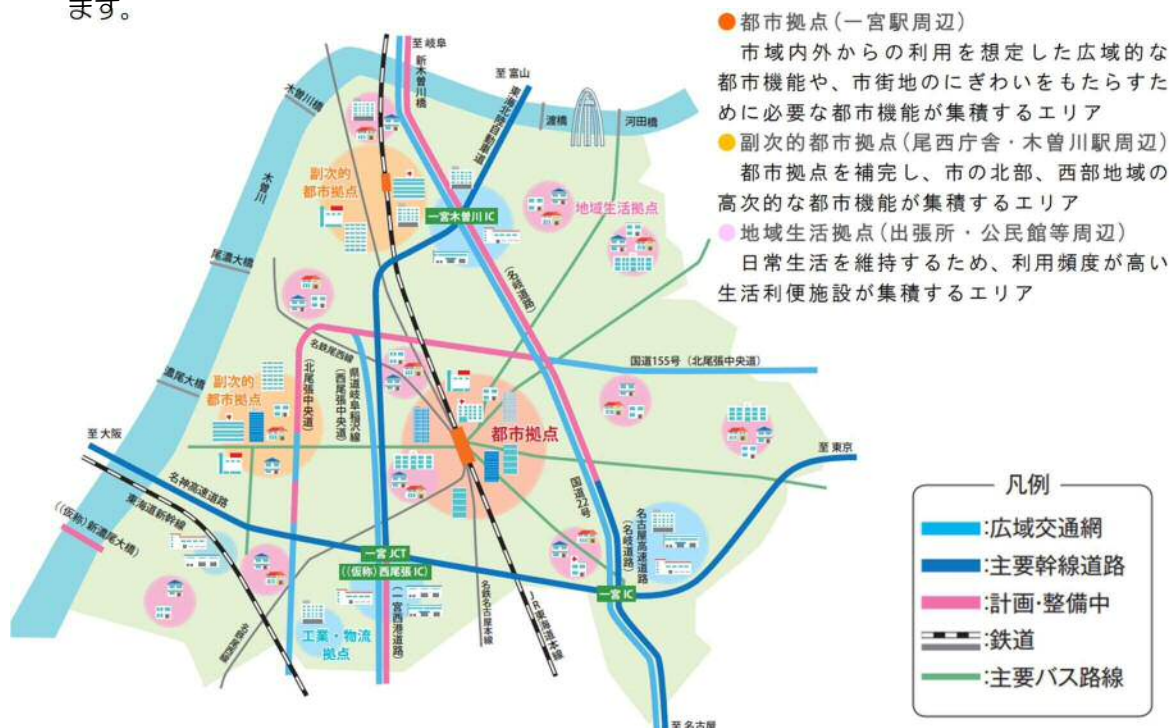 ます。
●都市拠点(一宮駅周辺)
市域内外からの利用を想定した広域的な
都市機能や、市街地のにぎわいをもたらすた
めに必要な都市機能が集積するエリア
●副次的都市拠点(尾西庁舎・木曽川駅周辺)
都市拠点を補完し、市の北部、西部地域の
高次的な都市機能が集積するエリア
●地域生活拠点(出張所・公民館等周辺)
日常生活を維持するため、利用頻度が高い
生活利便施設が集積するエリア
至 岐阜
新木曽川橋
至 富山
東海北陸自動車道
木曽川橋
渡橋
河田橋
木曽川
副次的
都市拠点
一宮木曽川 IC
地域生活拠点
尾濃大橋
(名岐道路)
名鉄尾西線
国道155号(北尾張中央道)
濃尾大橋
副次的
都市拠点
(北尾張中央道)
県道岐阜稲沢線
(西尾張中央道)
都市拠点
至 大阪
至 東京
名神高速道路
東海道新幹線
((仮称)新濃尾大橋)
国道22号
(名岐道路)
名古屋高速道路
一宮 JCT
((仮称)西尾張 IC)
一宮 IC
(一宮西港道路)
工業・物流
拠点
名鉄尾西線
名鉄名古屋本線
JR東海道本線
至 名古屋
凡例
:広域交通網
:主要幹線道路
:計画・整備中
:鉄道
:主要バス路線